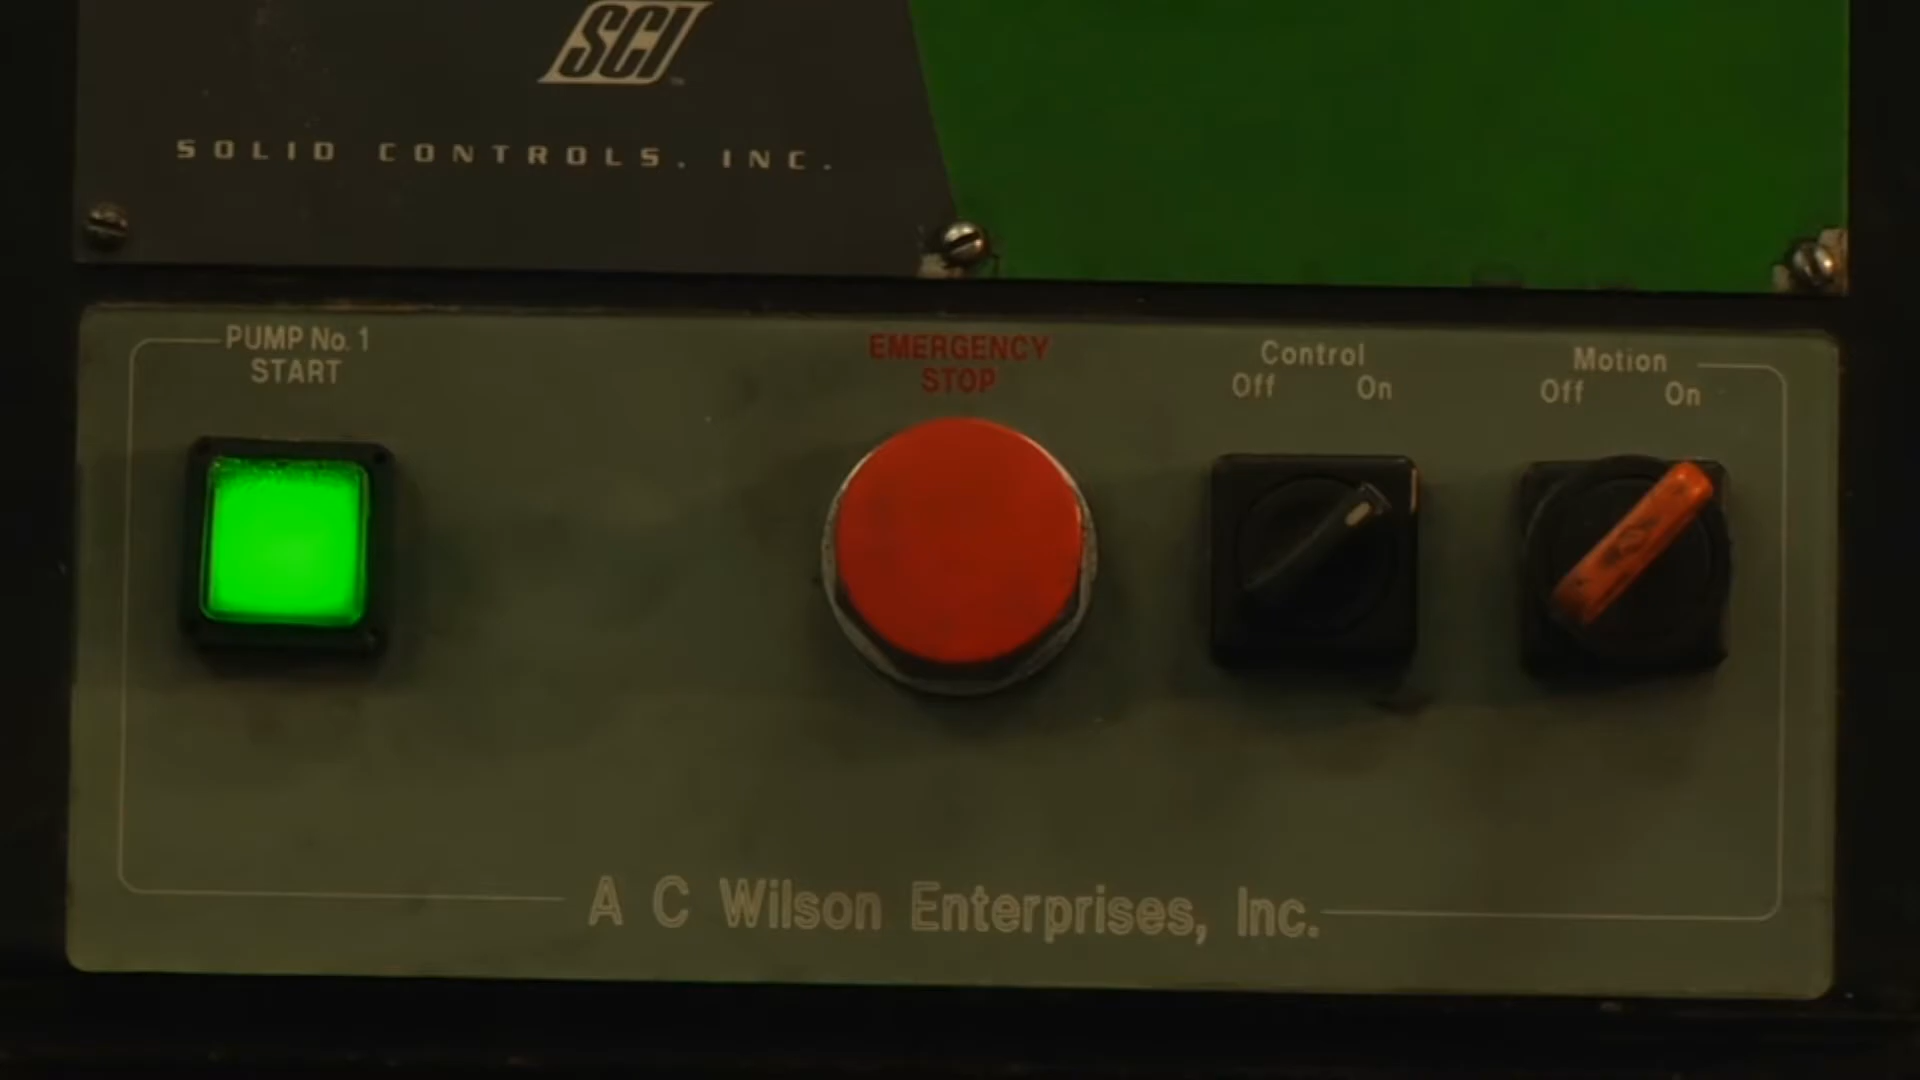 SCI
SOLID CONTROLS, INC.
PUMP No. 1
START
EMERGENCY
STOP
Control
Off On
Motion
Off On
A C Wilson Enterprises, Inc.